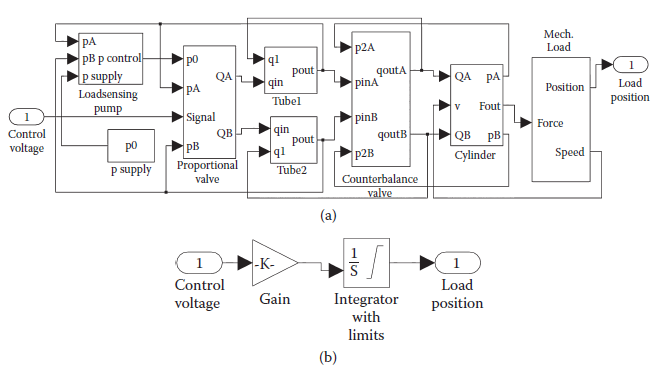 pA
pB p control
p supply
Loadsensing
pump
1
Control
voltage
p0
p supply
p0
pA
Signal
pB
QA
QB
Proportional
valve
q1
qin
pout
Tube1
qin
q1
pout
Tube2
p2A
pinA
pinB
p2B
qoutA
qoutB
Counterbalance
valve
QA
v
QB
pA
Fout
pB
Cylinder
Mech.
Load
Force
Position
Speed
1
Load
position
(a)
1
Control
voltage
-K-
Gain
1
S
Integrator
with
limits
1
Load
position
(b)